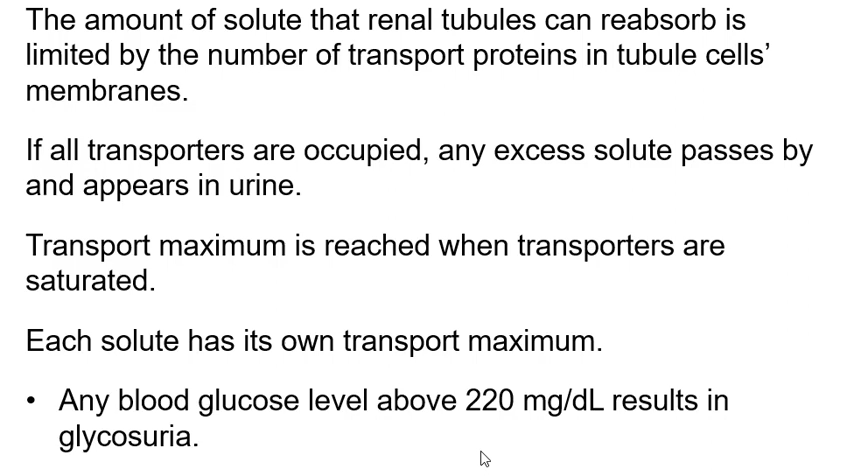 The amount of solute that renal tubules can reabsorb is
limited by the number of transport proteins in tubule cells’
membranes.
If all transporters are occupied, any excess solute passes by
and appears in urine.
Transport maximum is reached when transporters are
saturated.
Each solute has its own transport maximum.
• Any blood glucose level above 220 mg/dL results in
glycosuria.